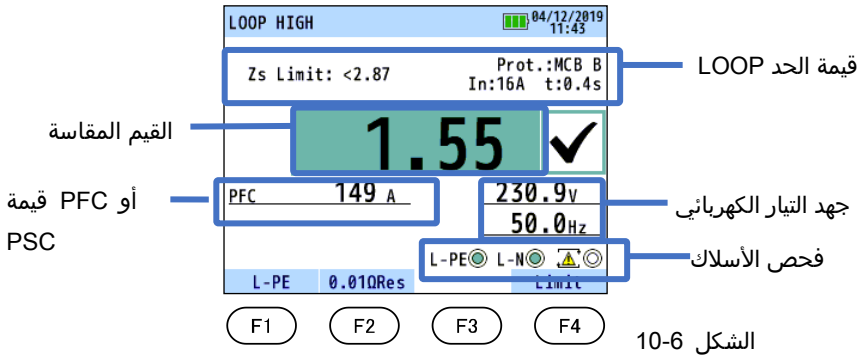 LOOP HIGH
04/12/2019
11:43
Zs Limit: <2.87
Prot.:MCB B
In:16A t:0.4s
قيمة الحد LOOP
القيم المقاسة
1.55
PFC 149 A
230.9V
50.0Hz
أو PFC قيمة
PSC
جهد التيار الكهربائي
L-PE L-N
فحص الأسلاك
L-PE 0.01ΩRes Limit
F1 F2 F3 F4
الشكل 6-10